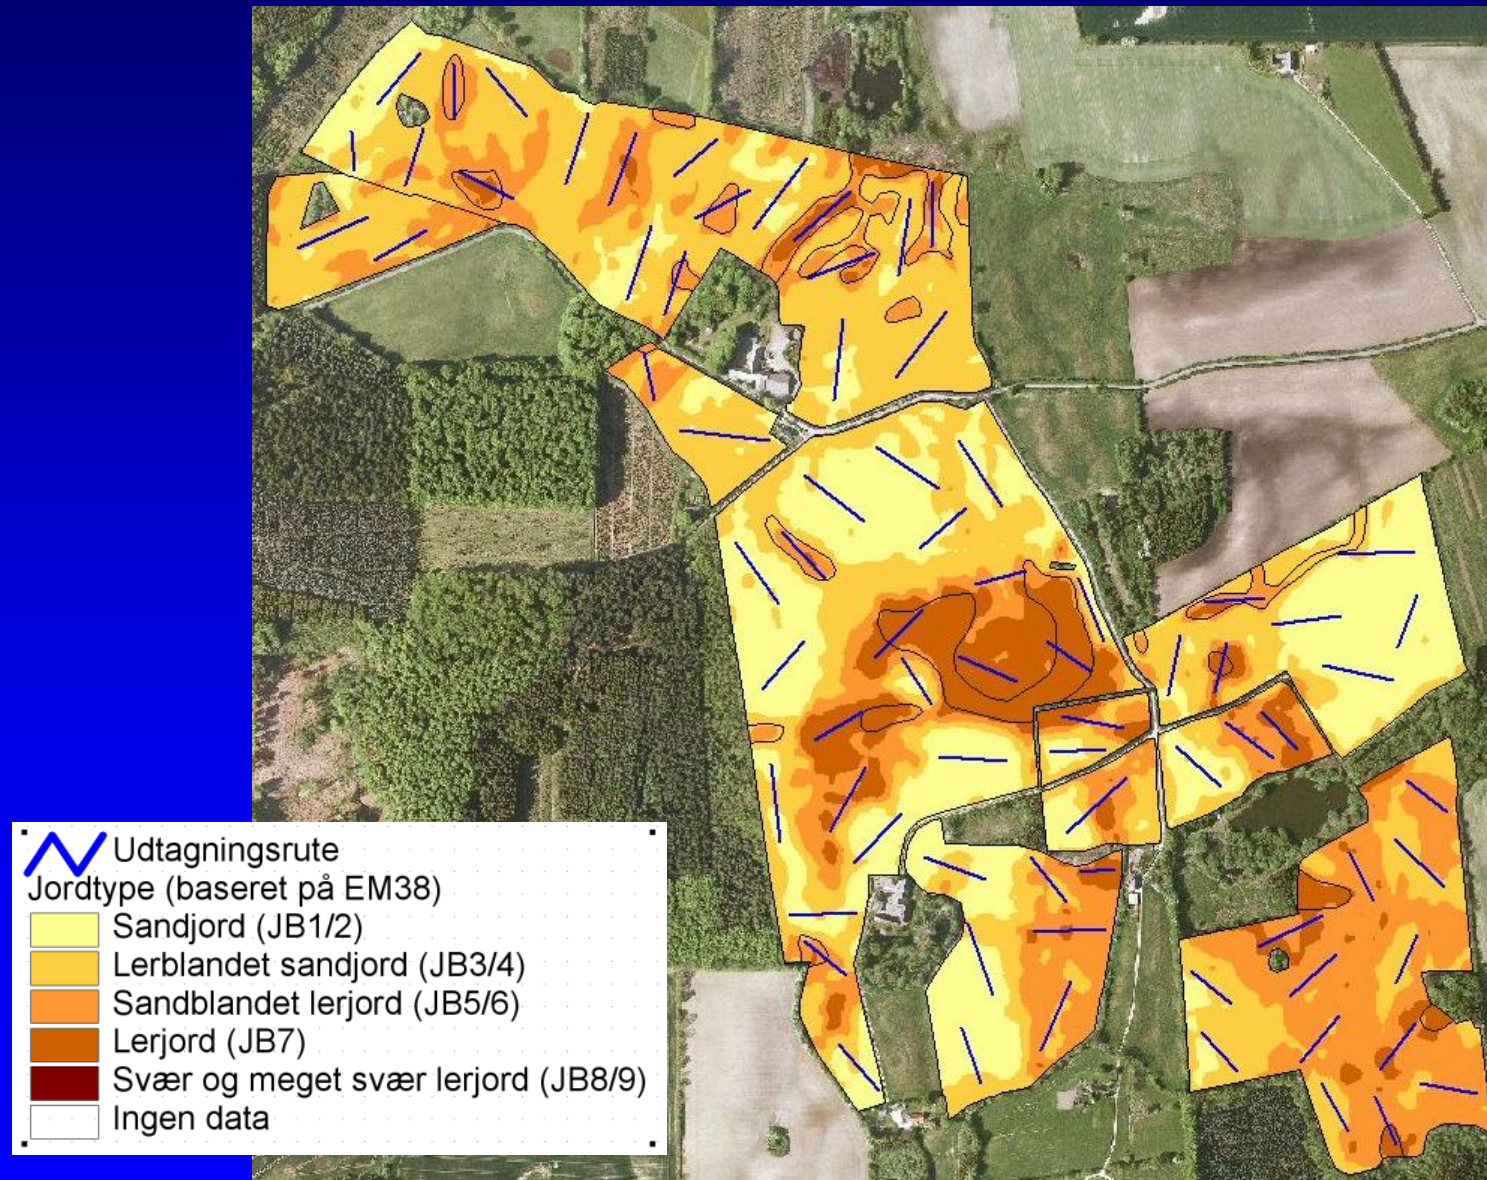 Udtagningsrute
Jordtype (baseret på EM38)
Sandjord (JB1/2)
Lerblandet sandjord (JB3/4)
Sandblandet lerjord (JB5/6)
Lerjord (JB7)
Svær og meget svær lerjord (JB8/9)
Ingen data